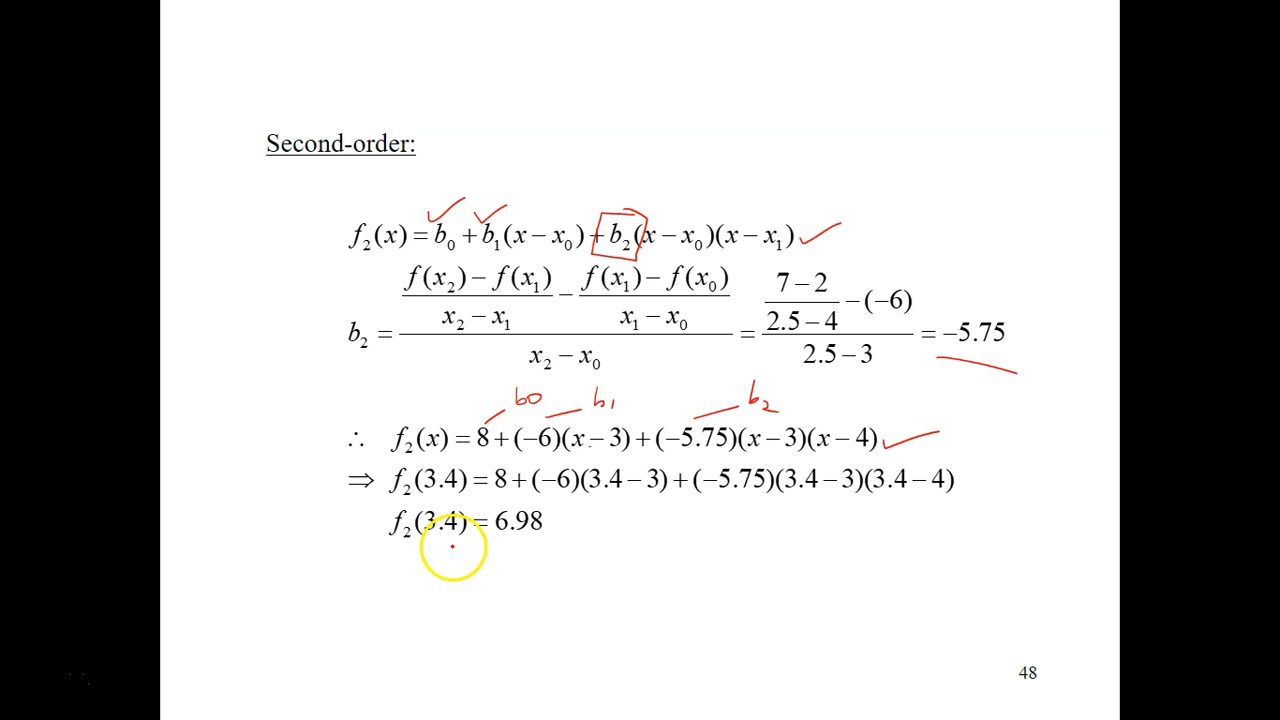 Second-order:
f₂(x) = b₀ + b₁(x − x₀) + b₂(x − x₀)(x − x₁)
b₂ = ((f(x₂) − f(x₁))/(x₂ − x₁) − (f(x₁) − f(x₀))/(x₁ − x₀))/(x₂ − x₀) = ((7 − 2)/(2.5 − 4) − (−6))/(2.5 − 3) = −5.75
b0 b₁ b₂
∴ f₂(x) = 8 + (−6)(x − 3) + (−5.75)(x − 3)(x − 4)
⇒ f₂(3.4) = 8 + (−6)(3.4 − 3) + (−5.75)(3.4 − 3)(3.4 − 4)
f₂(3.4) = 6.98
48